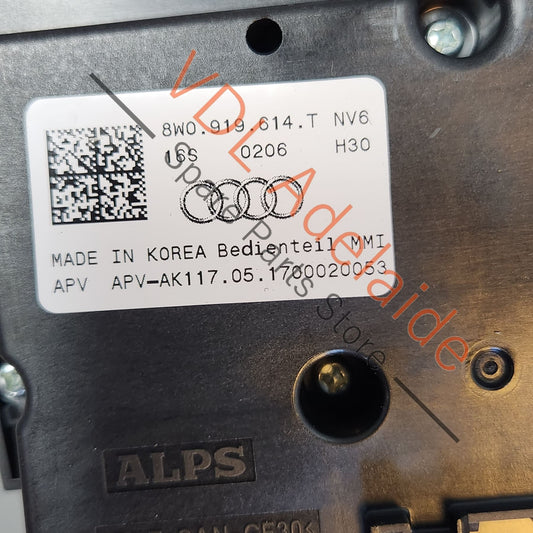 8W0.919.614.T NV6
16S 0206 H30
MADE IN KOREA Bedienteil MMI
APV APV-AK117.05.1700020053
VDL Adelaide
Spare Parts Store
ALPS